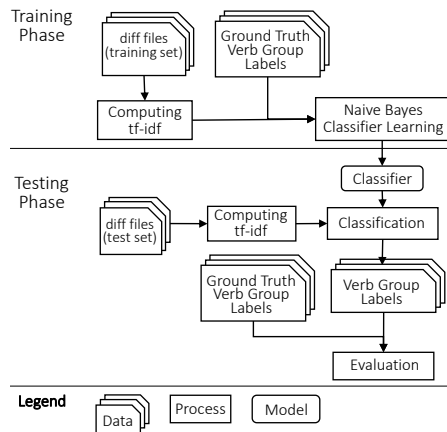 Training
Phase
diff files
(training set)
Ground Truth
Verb Group
Labels
Computing
tf-idf
Naive Bayes
Classifier Learning
Testing
Phase
Classifier
diff files
(test set)
Computing
tf-idf
Classification
Ground Truth
Verb Group
Labels
Verb Group
Labels
Evaluation
Legend
Data
Process
Model